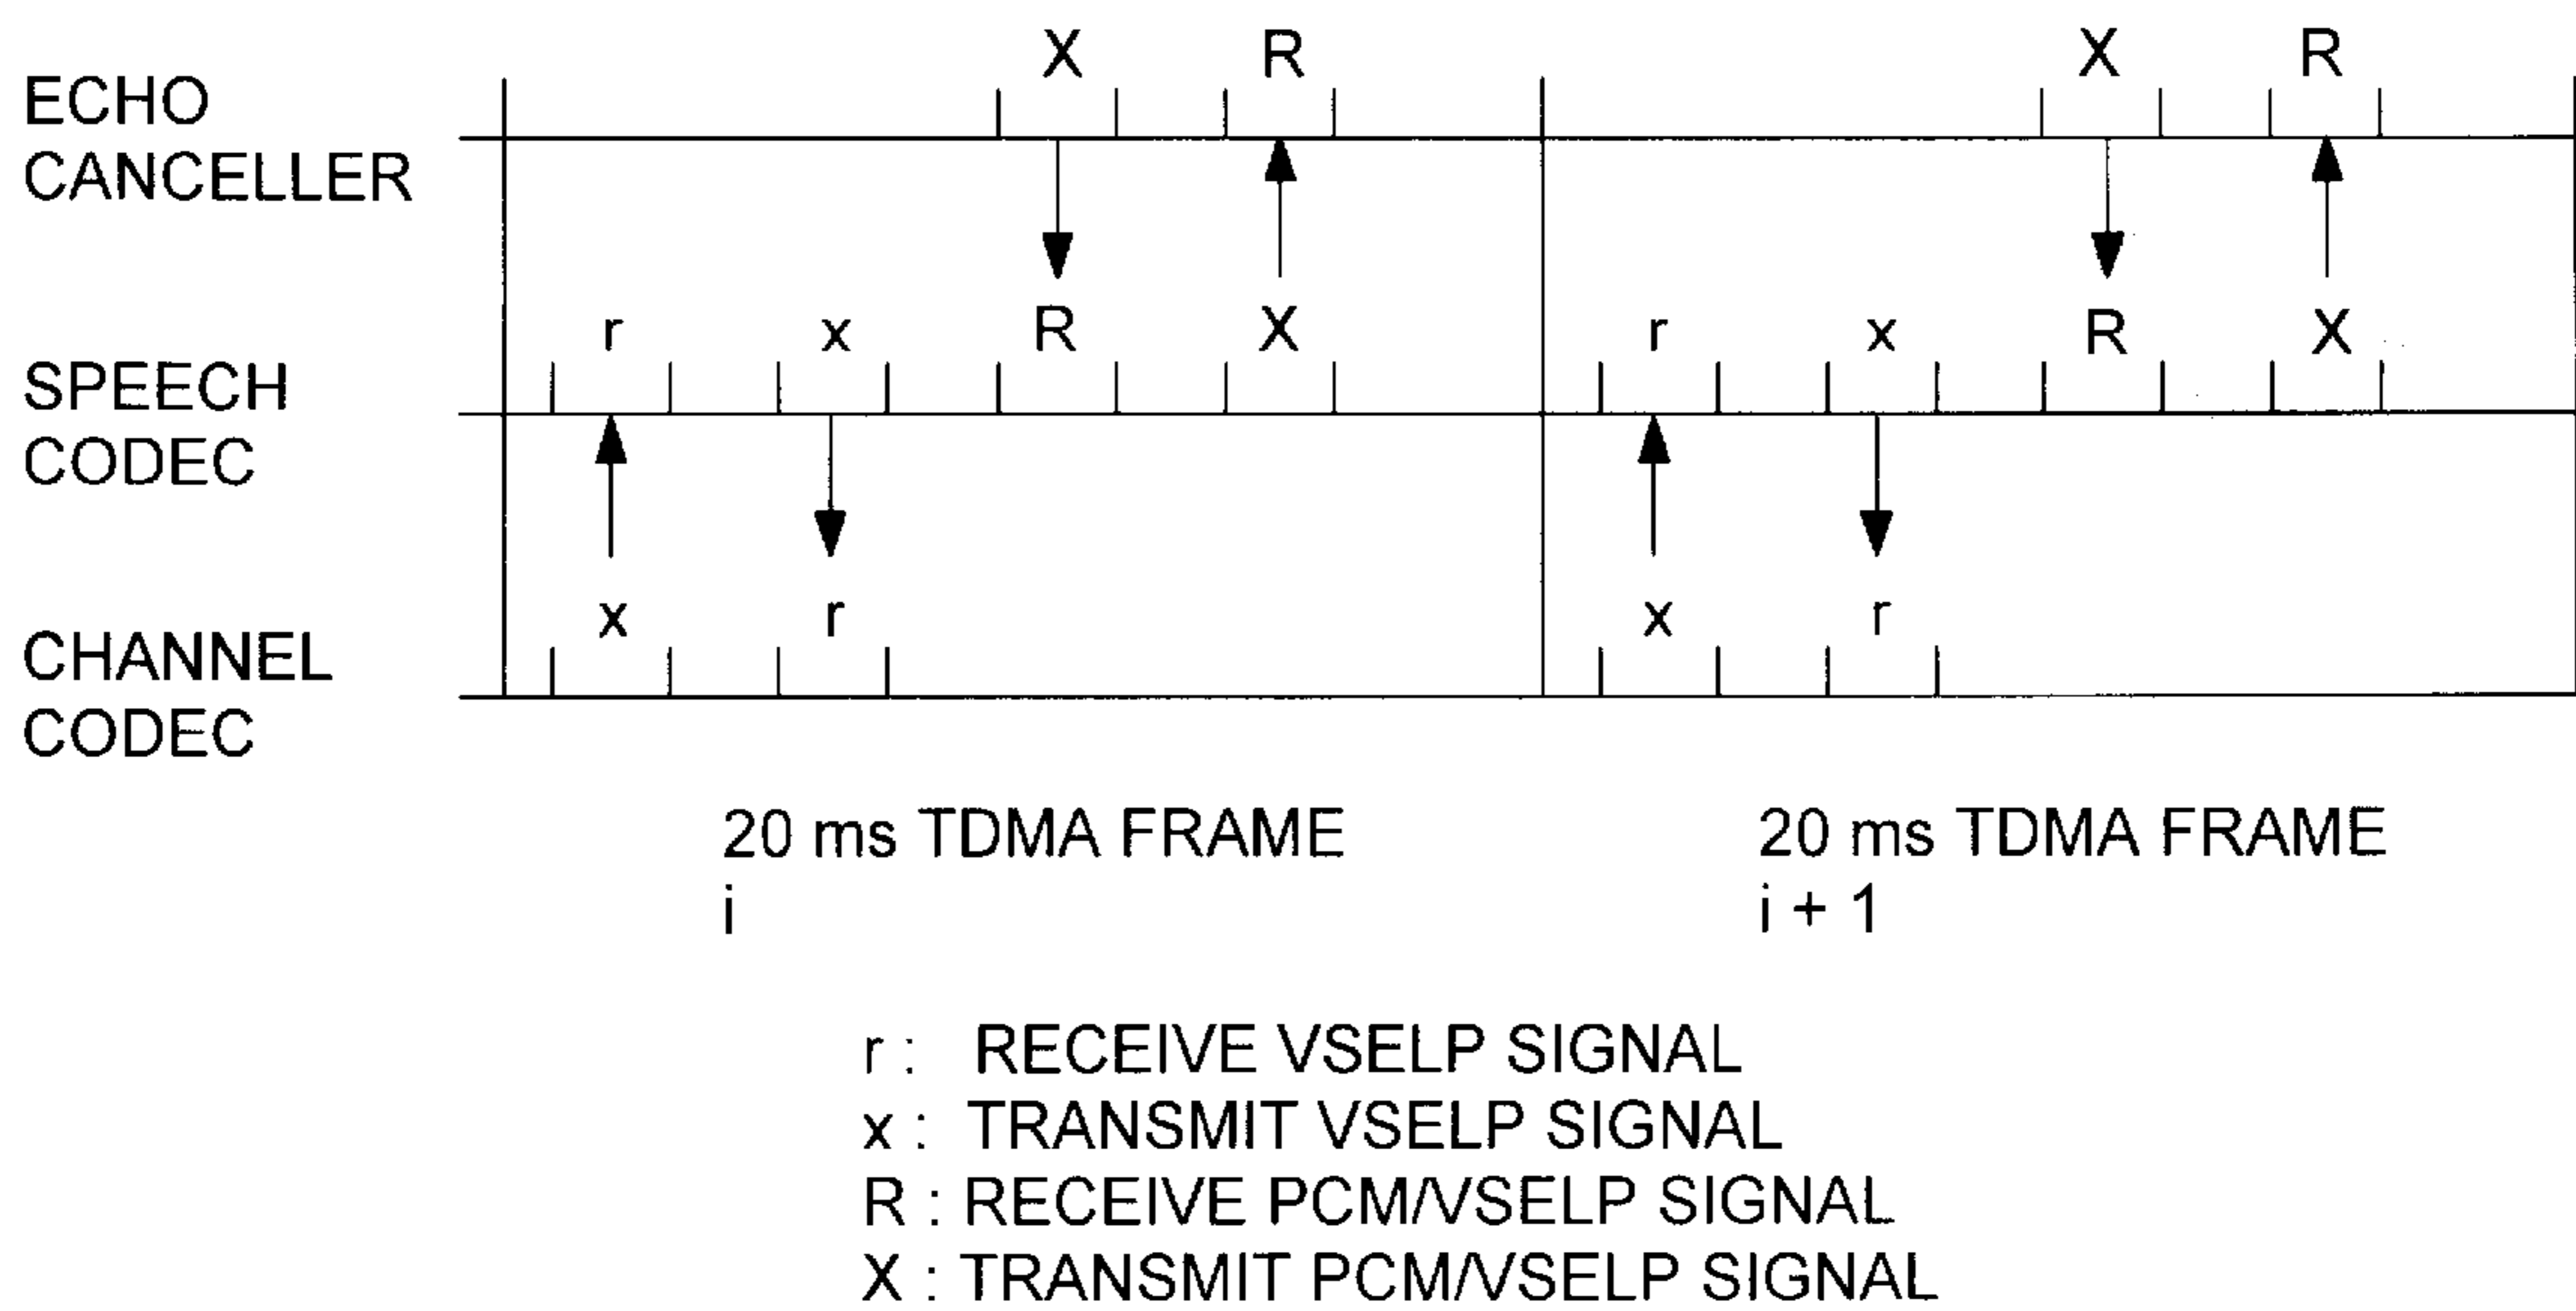 X R X R
ECHO
CANCELLER
r x R X r x R X
SPEECH
CODEC
x r x r
CHANNEL
CODEC
20 ms TDMA FRAME
i
20 ms TDMA FRAME
i + 1
r : RECEIVE VSELP SIGNAL
x : TRANSMIT VSELP SIGNAL
R : RECEIVE PCM/VSELP SIGNAL
X : TRANSMIT PCM/VSELP SIGNAL